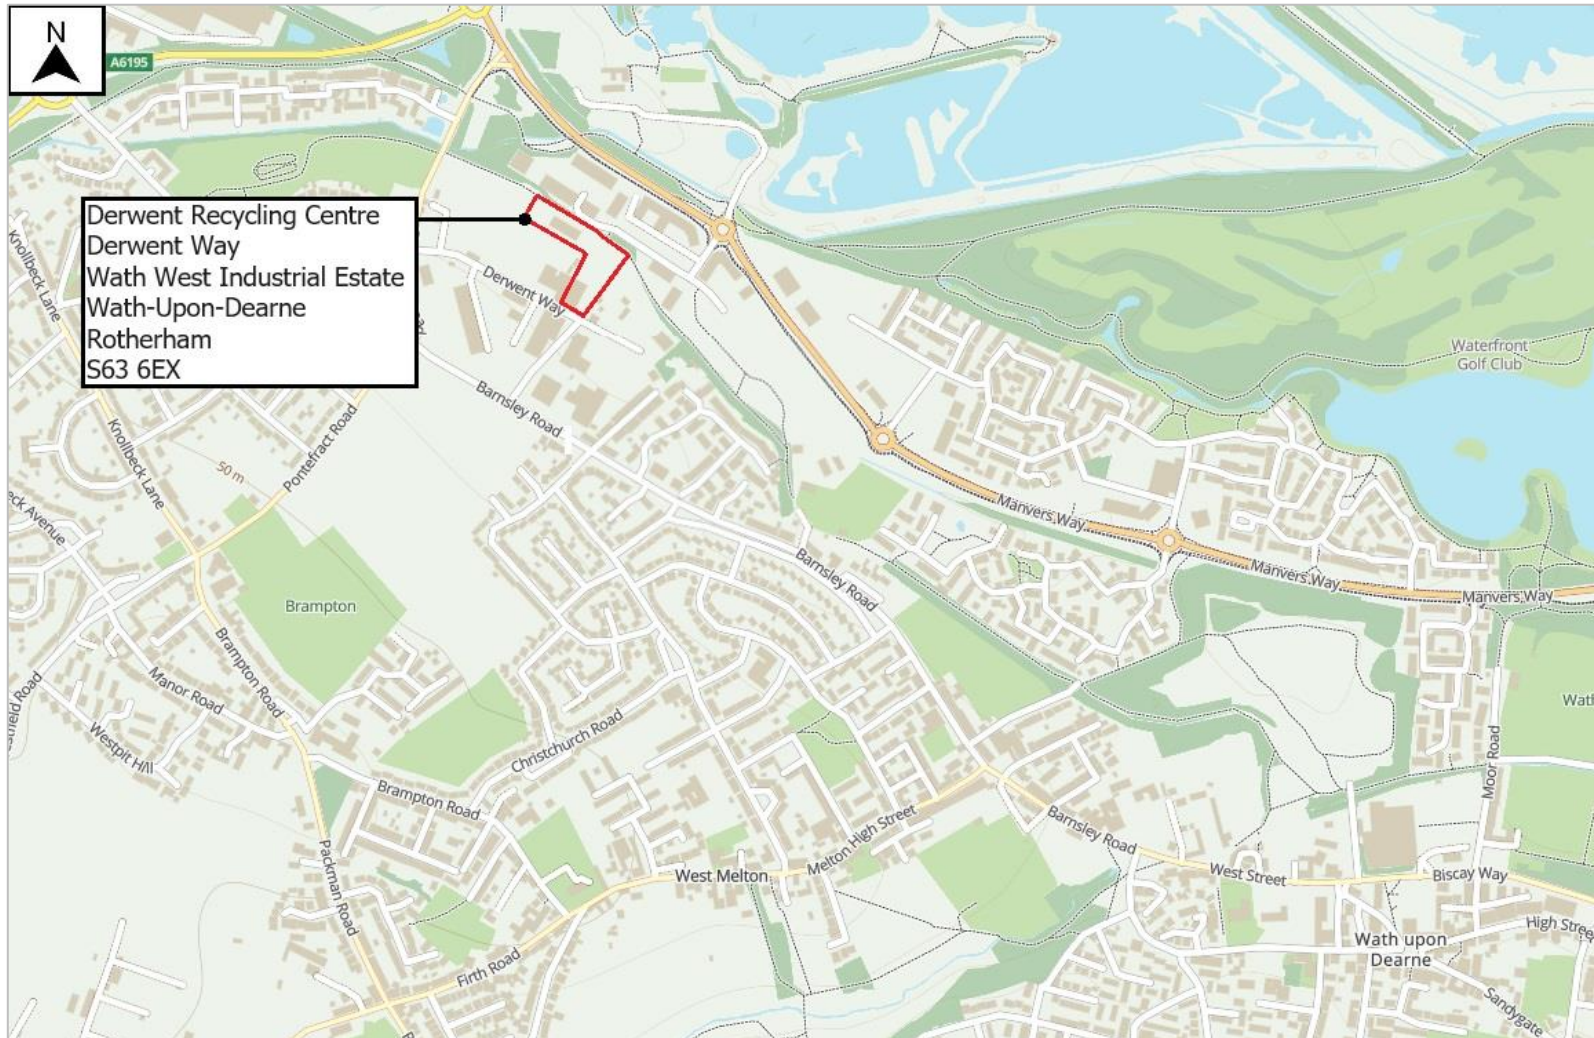 N
A6195
Derwent Recycling Centre
Derwent Way
Wath West Industrial Estate
Wath-Upon-Dearne
Rotherham
S63 6EX
Knollbeck Lane
Derwent Way
Waterfront
Golf Club
Barnsley Road
Knollbeck Lane
50 m
Pontefract Road
Manvers Way
Manvers Way
Manvers Way
Barnsley Road
Brampton
Brampton Road
Manor Road
Westpit Hill
Christchurch Road
Brampton Road
Moor Road
Melton High Street
Barnsley Road
Packman Road
West Melton
West Street
Biscay Way
High Stree
Wath upon
Dearne
Firth Road
Sandygate